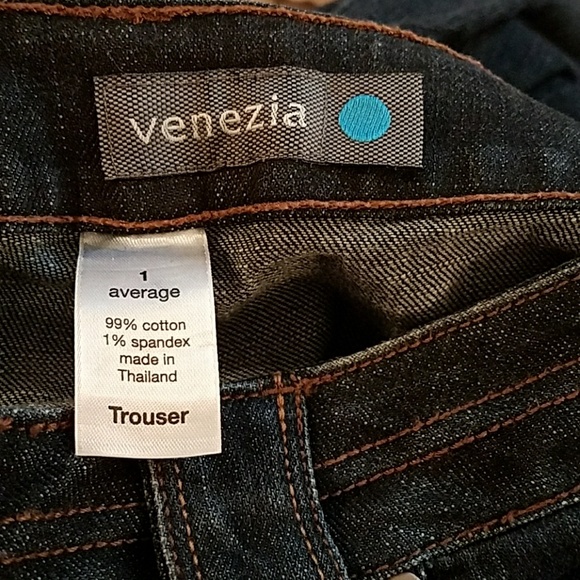 venezia
1
average
99% cotton
1% spandex
made in
Thailand
Trouser